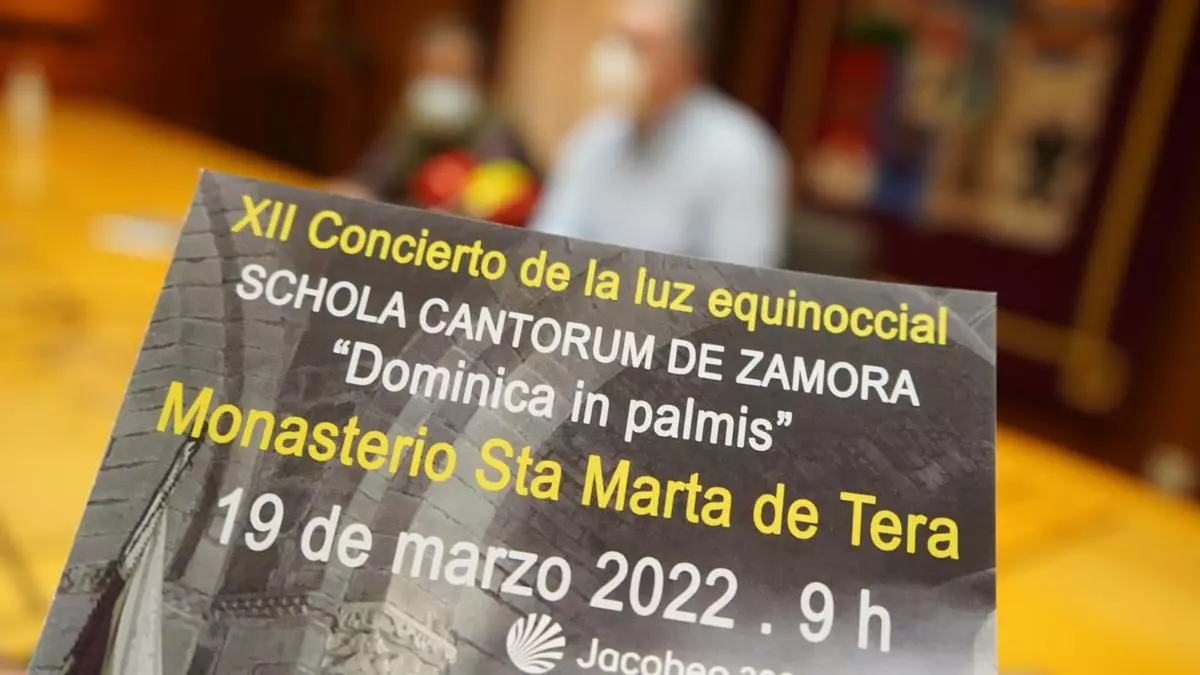 XII Concierto de la luz equinoccial
SCHOLA CANTORUM DE ZAMORA
“Dominica in palmis”
Monasterio Sta Marta de Tera
19 de marzo 2022 . 9 h
Jacobeo